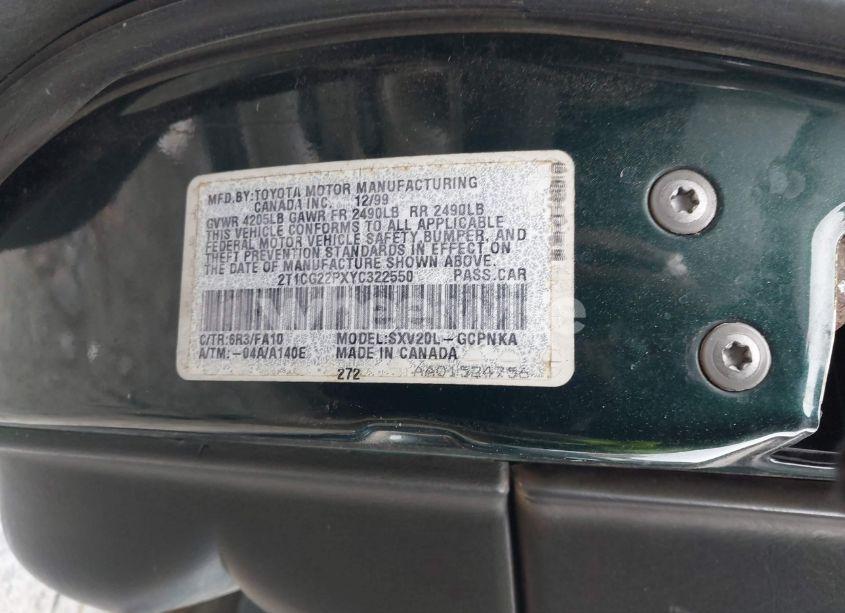 MFD.BY:TOYOTA MOTOR MANUFACTURING
CANADA INC. 12/99
GVWR 4205LB GAWR FR 2490LB RR 2490LB
THIS VEHICLE CONFORMS TO ALL APPLICABLE
FEDERAL MOTOR VEHICLE SAFETY, BUMPER, AND
THEFT PREVENTION STANDARDS IN EFFECT ON
THE DATE OF MANUFACTURE SHOWN ABOVE.
2T1CG22PXYC322550 PASS.CAR
C/TR:6R3/FA10 MODEL:SXV20L-GCPNKA
A/TM:-04A/A140E MADE IN CANADA
272 AA01524756